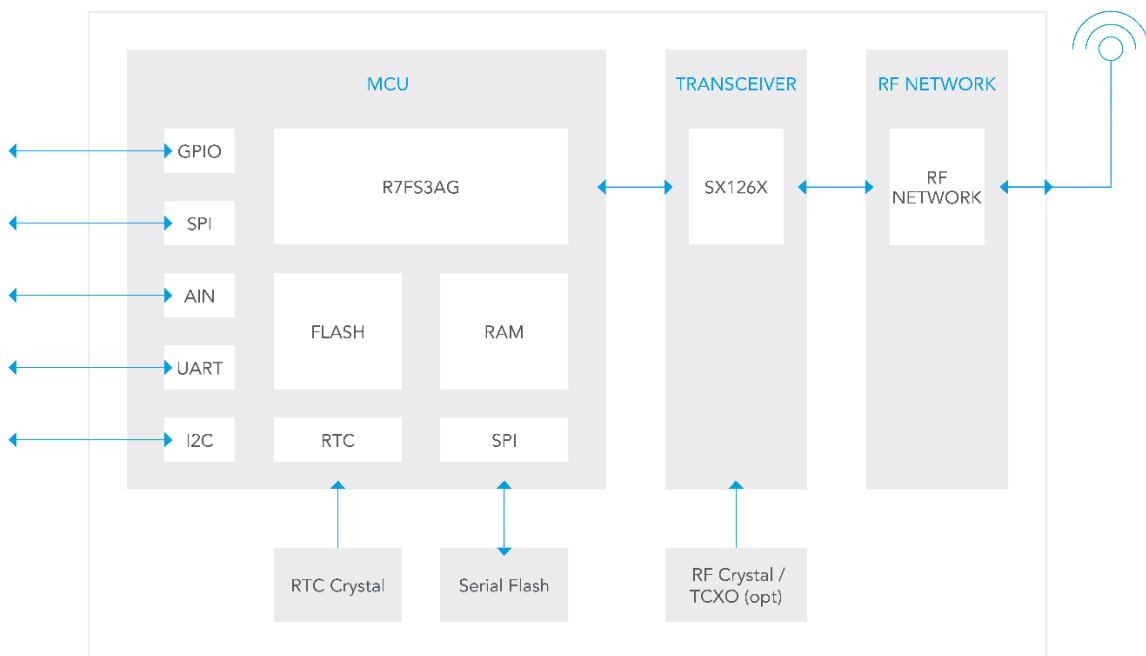 MCU
TRANSCEIVER
RF NETWORK
GPIO
R7FS3AG
SX126X
RF
NETWORK
SPI
AIN
FLASH
RAM
UART
I2C
RTC
SPI
RTC Crystal
Serial Flash
RF Crystal /
TCXO (opt)